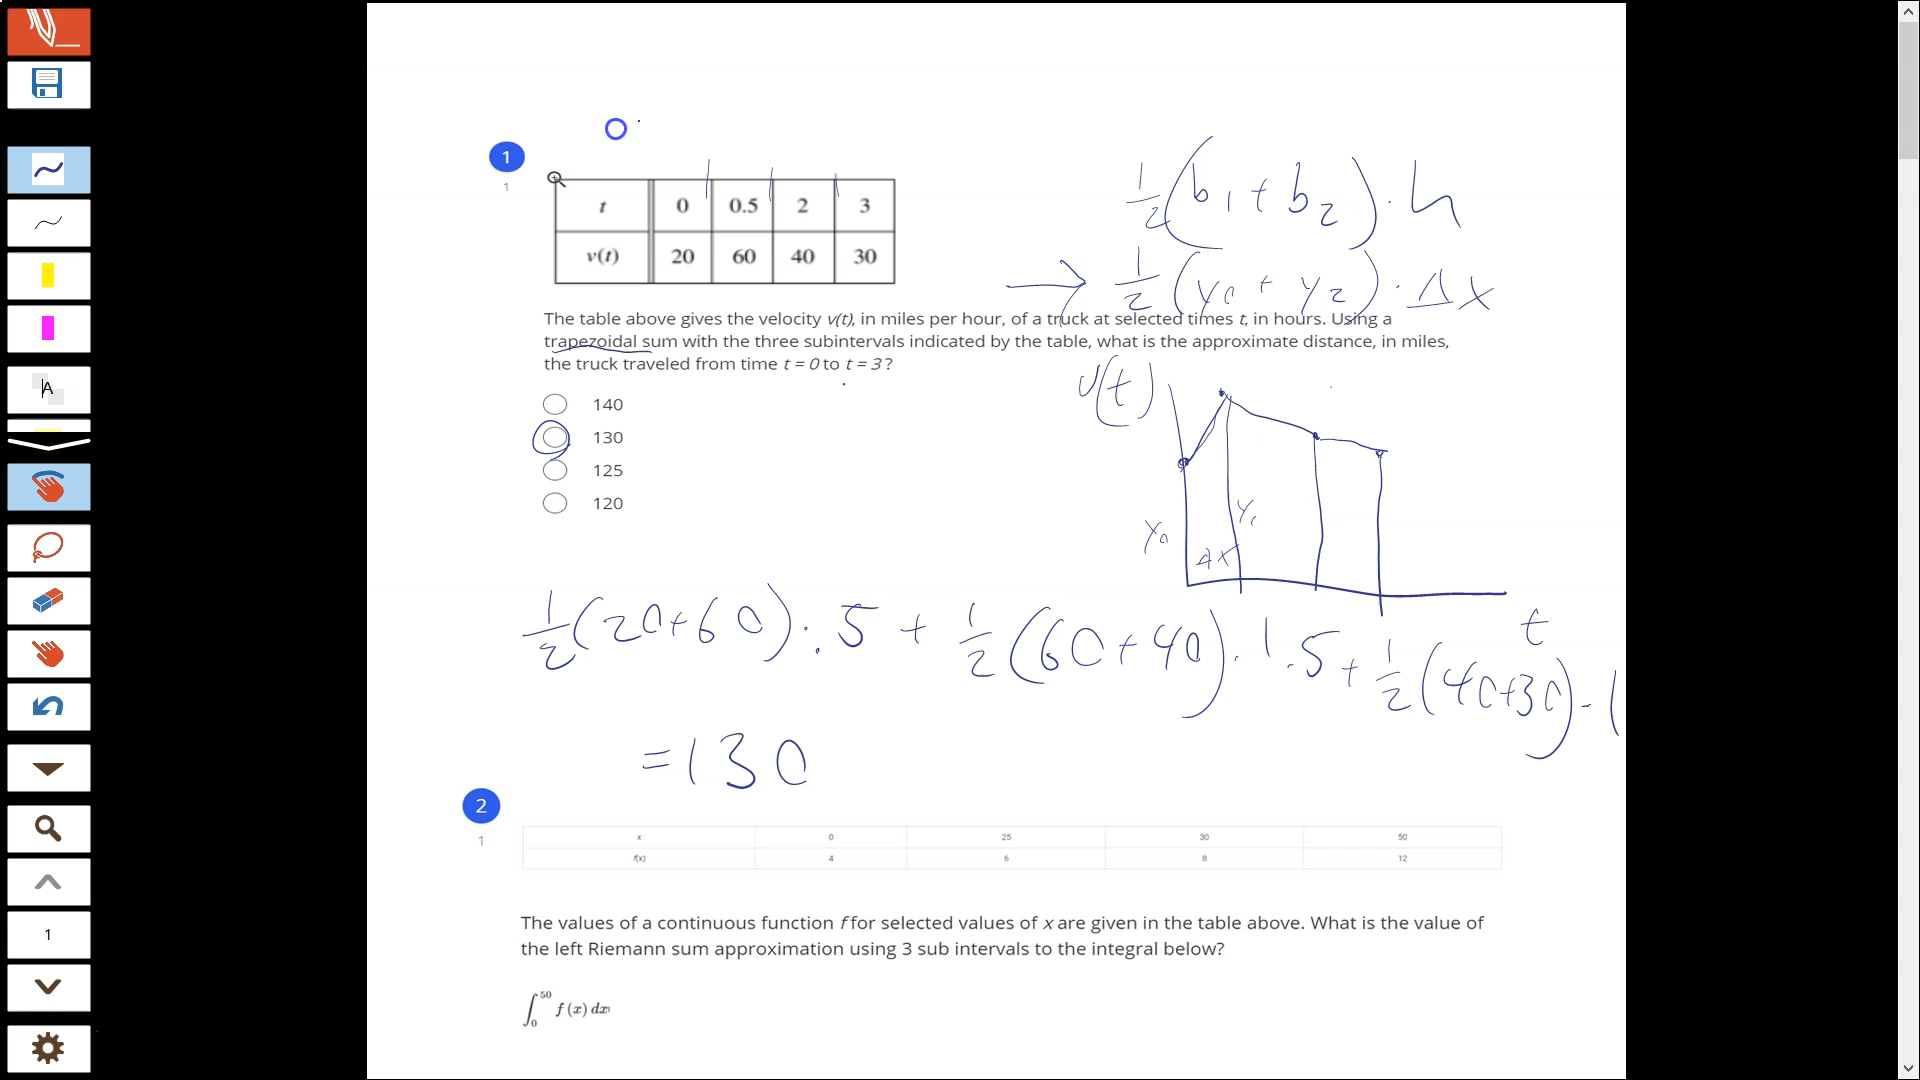 1
1
t 0 0.5 2 3
v(t) 20 60 40 30
½(b₁+b₂)·h
→ ½(y₀+y₂)·Δx
The table above gives the velocity v(t), in miles per hour, of a truck at selected times t, in hours. Using a
trapezoidal sum with the three subintervals indicated by the table, what is the approximate distance, in miles,
the truck traveled from time t = 0 to t = 3?
140
130
125
120
v(t)
y₀
y₁
Δx
t
½(20+60)·.5 + ½(60+40)·1.5 + ½(40+30)·1
=130
2
1
x 0 25 30 50
f(x) 4 6 8 12
The values of a continuous function f for selected values of x are given in the table above. What is the value of
the left Riemann sum approximation using 3 sub intervals to the integral below?
∫₀⁵⁰ f (x) dx
A
1